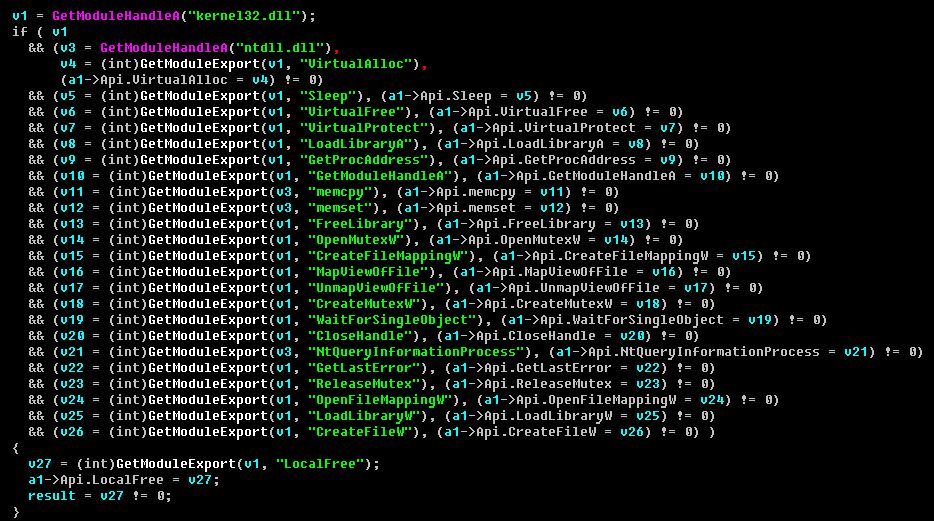 v1 = GetModuleHandleA("kernel32.dll");
if ( v1
  && (v3 = GetModuleHandleA("ntdll.dll"),
      v4 = (int)GetModuleExport(v1, "VirtualAlloc"),
      (a1->Api.VirtualAlloc = v4) != 0)
  && (v5 = (int)GetModuleExport(v1, "Sleep"), (a1->Api.Sleep = v5) != 0)
  && (v6 = (int)GetModuleExport(v1, "VirtualFree"), (a1->Api.VirtualFree = v6) != 0)
  && (v7 = (int)GetModuleExport(v1, "VirtualProtect"), (a1->Api.VirtualProtect = v7) != 0)
  && (v8 = (int)GetModuleExport(v1, "LoadLibraryA"), (a1->Api.LoadLibraryA = v8) != 0)
  && (v9 = (int)GetModuleExport(v1, "GetProcAddress"), (a1->Api.GetProcAddress = v9) != 0)
  && (v10 = (int)GetModuleExport(v1, "GetModuleHandleA"), (a1->Api.GetModuleHandleA = v10) != 0)
  && (v11 = (int)GetModuleExport(v3, "memcpy"), (a1->Api.memcpy = v11) != 0)
  && (v12 = (int)GetModuleExport(v3, "memset"), (a1->Api.memset = v12) != 0)
  && (v13 = (int)GetModuleExport(v1, "FreeLibrary"), (a1->Api.FreeLibrary = v13) != 0)
  && (v14 = (int)GetModuleExport(v1, "OpenMutexW"), (a1->Api.OpenMutexW = v14) != 0)
  && (v15 = (int)GetModuleExport(v1, "CreateFileMappingW"), (a1->Api.CreateFileMappingW = v15) != 0)
  && (v16 = (int)GetModuleExport(v1, "MapViewOfFile"), (a1->Api.MapViewOfFile = v16) != 0)
  && (v17 = (int)GetModuleExport(v1, "UnmapViewOfFile"), (a1->Api.UnmapViewOfFile = v17) != 0)
  && (v18 = (int)GetModuleExport(v1, "CreateMutexW"), (a1->Api.CreateMutexW = v18) != 0)
  && (v19 = (int)GetModuleExport(v1, "WaitForSingleObject"), (a1->Api.WaitForSingleObject = v19) != 0)
  && (v20 = (int)GetModuleExport(v1, "CloseHandle"), (a1->Api.CloseHandle = v20) != 0)
  && (v21 = (int)GetModuleExport(v3, "NtQueryInformationProcess"), (a1->Api.NtQueryInformationProcess = v21) != 0)
  && (v22 = (int)GetModuleExport(v1, "GetLastError"), (a1->Api.GetLastError = v22) != 0)
  && (v23 = (int)GetModuleExport(v1, "ReleaseMutex"), (a1->Api.ReleaseMutex = v23) != 0)
  && (v24 = (int)GetModuleExport(v1, "OpenFileMappingW"), (a1->Api.OpenFileMappingW = v24) != 0)
  && (v25 = (int)GetModuleExport(v1, "LoadLibraryW"), (a1->Api.LoadLibraryW = v25) != 0)
  && (v26 = (int)GetModuleExport(v1, "CreateFileW"), (a1->Api.CreateFileW = v26) != 0) )
{
  v27 = (int)GetModuleExport(v1, "LocalFree");
  a1->Api.LocalFree = v27;
  result = v27 != 0;
}